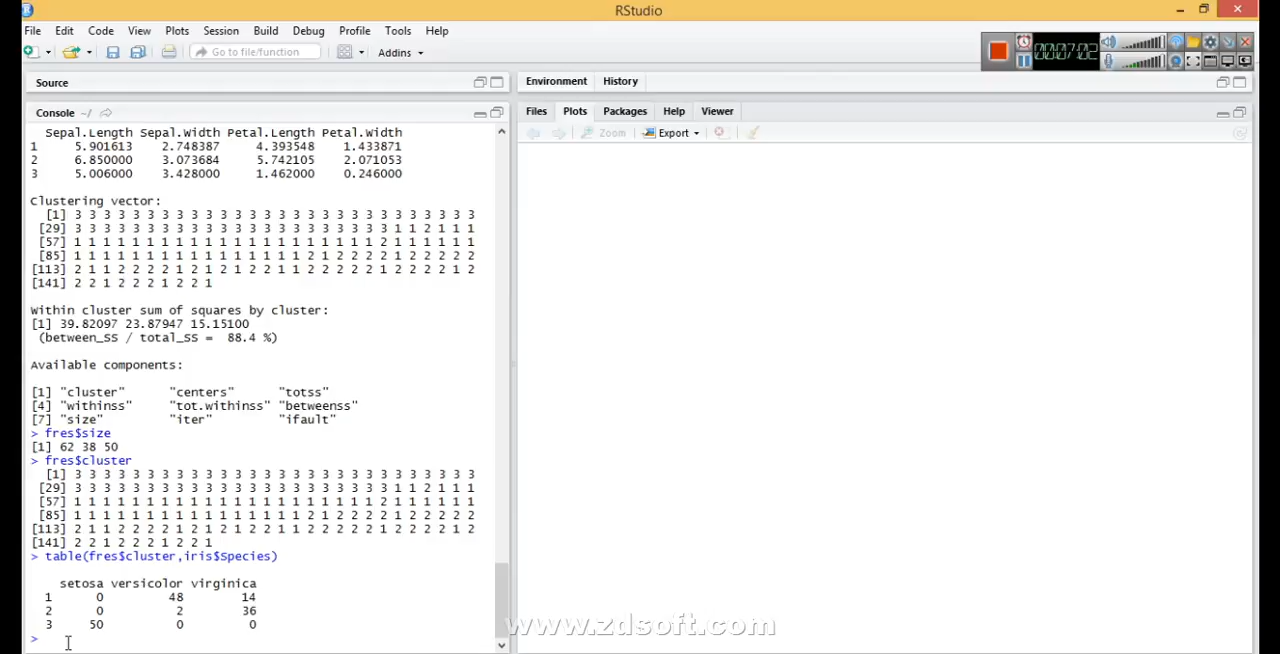 RStudio
File Edit Code View Plots Session Build Debug Profile Tools Help
Go to file/function Addins
00:07:02
Source
Environment History
Console ~/
Files Plots Packages Help Viewer
Zoom Export
Sepal.Length Sepal.Width Petal.Length Petal.Width
1 5.901613 2.748387 4.393548 1.433871
2 6.850000 3.073684 5.742105 2.071053
3 5.006000 3.428000 1.462000 0.246000
Clustering vector:
[1] 3 3 3 3 3 3 3 3 3 3 3 3 3 3 3 3 3 3 3 3 3 3 3 3 3 3 3 3
[29] 3 3 3 3 3 3 3 3 3 3 3 3 3 3 3 3 3 3 3 3 3 3 1 1 2 1 1 1
[57] 1 1 1 1 1 1 1 1 1 1 1 1 1 1 1 1 1 1 1 1 1 2 1 1 1 1 1 1
[85] 1 1 1 1 1 1 1 1 1 1 1 1 1 1 1 1 2 1 2 2 2 2 1 2 2 2 2 2
[113] 2 1 1 2 2 2 2 1 2 1 2 1 2 2 1 1 2 2 2 2 2 1 2 2 2 2 1 2
[141] 2 2 1 2 2 2 1 2 2 1
Within cluster sum of squares by cluster:
[1] 39.82097 23.87947 15.15100
(between_SS / total_SS = 88.4 %)
Available components:
[1] "cluster" "centers" "totss"
[4] "withinss" "tot.withinss" "betweenss"
[7] "size" "iter" "ifault"
> fres$size
[1] 62 38 50
> fres$cluster
[1] 3 3 3 3 3 3 3 3 3 3 3 3 3 3 3 3 3 3 3 3 3 3 3 3 3 3 3 3
[29] 3 3 3 3 3 3 3 3 3 3 3 3 3 3 3 3 3 3 3 3 3 3 1 1 2 1 1 1
[57] 1 1 1 1 1 1 1 1 1 1 1 1 1 1 1 1 1 1 1 1 1 2 1 1 1 1 1 1
[85] 1 1 1 1 1 1 1 1 1 1 1 1 1 1 1 1 2 1 2 2 2 2 1 2 2 2 2 2
[113] 2 1 1 2 2 2 2 1 2 1 2 1 2 2 1 1 2 2 2 2 2 1 2 2 2 2 1 2
[141] 2 2 1 2 2 2 1 2 2 1
> table(fres$cluster,iris$Species)
setosa versicolor virginica
1 0 48 14
2 0 2 36
3 50 0 0
>
www.zdsoft.com